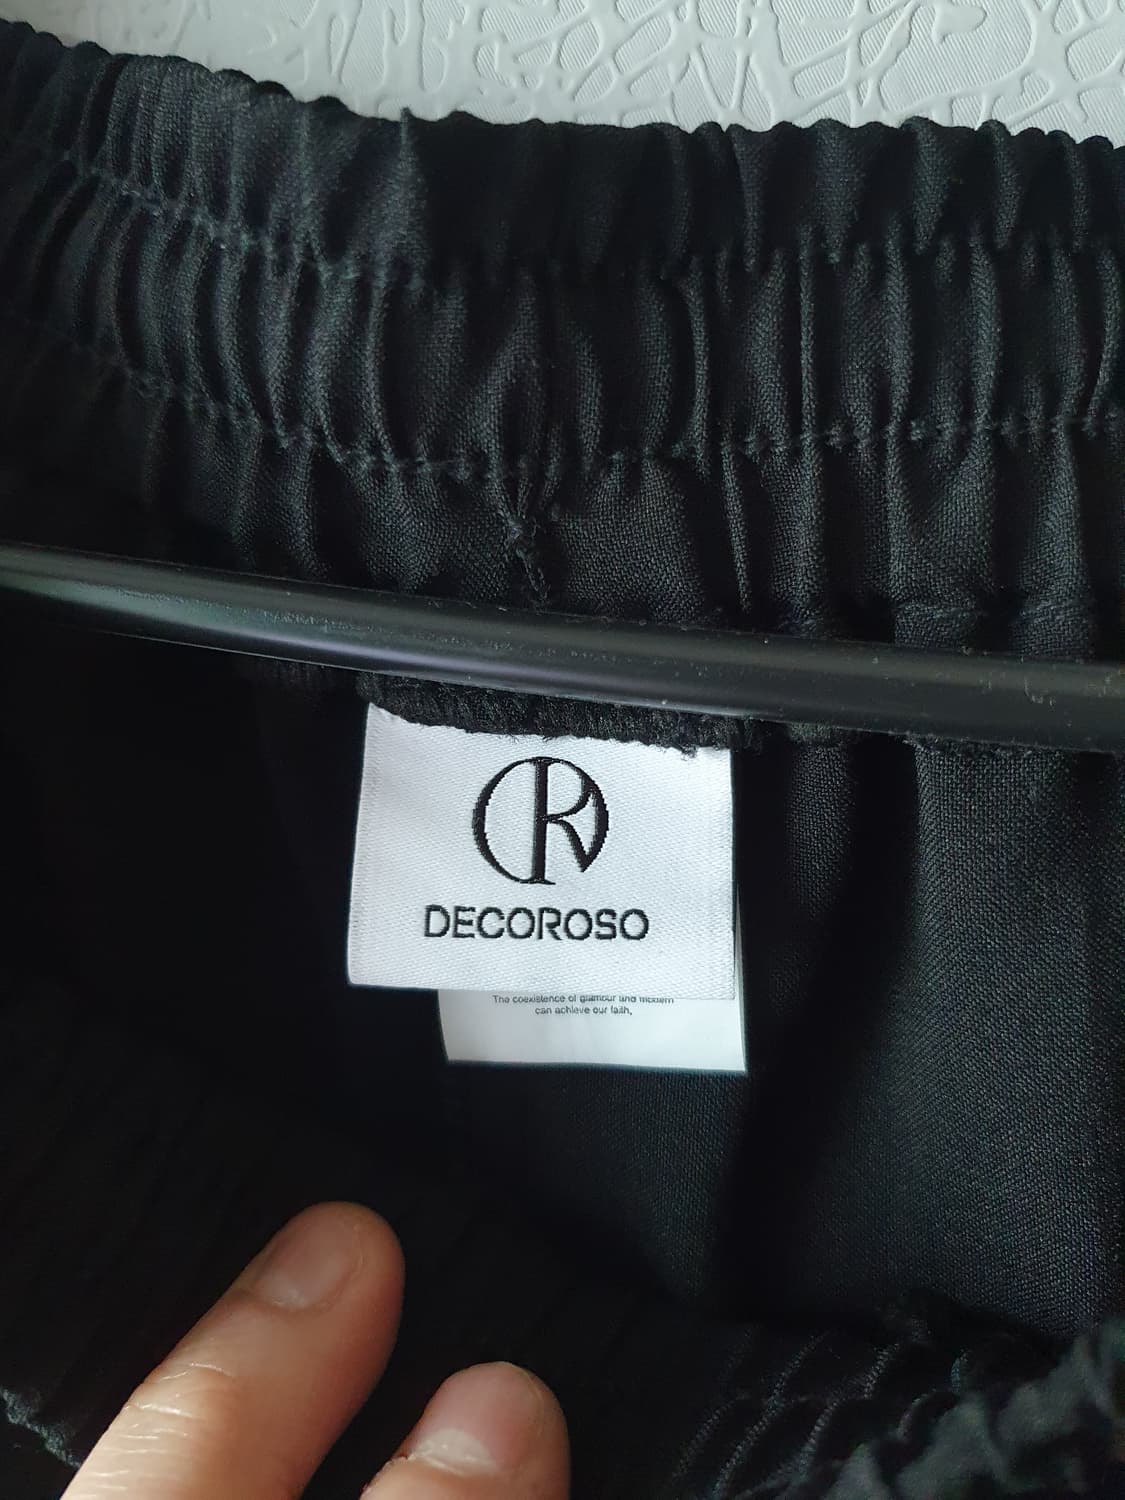 DECOROSO
The coexistence of glamour and modern
can achieve our faith,